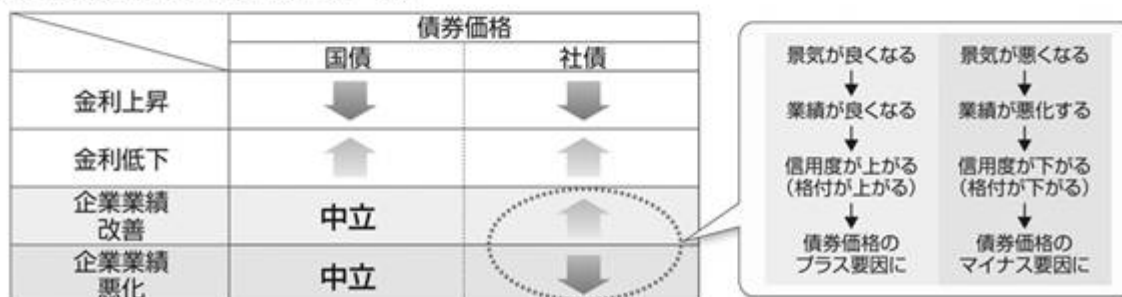 債券価格
国債 社債
金利上昇
金利低下
企業業績
改善
中立
企業業績
悪化
中立
景気が良くなる
業績が良くなる
信用度が上がる
(格付が上がる)
債券価格の
プラス要因に
景気が悪くなる
業績が悪化する
信用度が下がる
(格付が下がる)
債券価格の
マイナス要因に